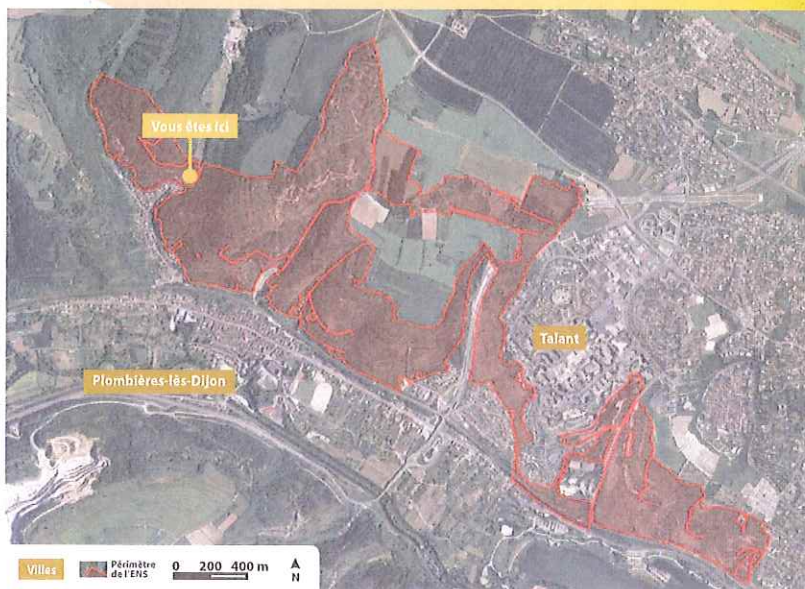 Vous êtes ici
Talant
Plombières-lès-Dijon
Villes
Périmètre
de l'ENS
0 200 400 m
N